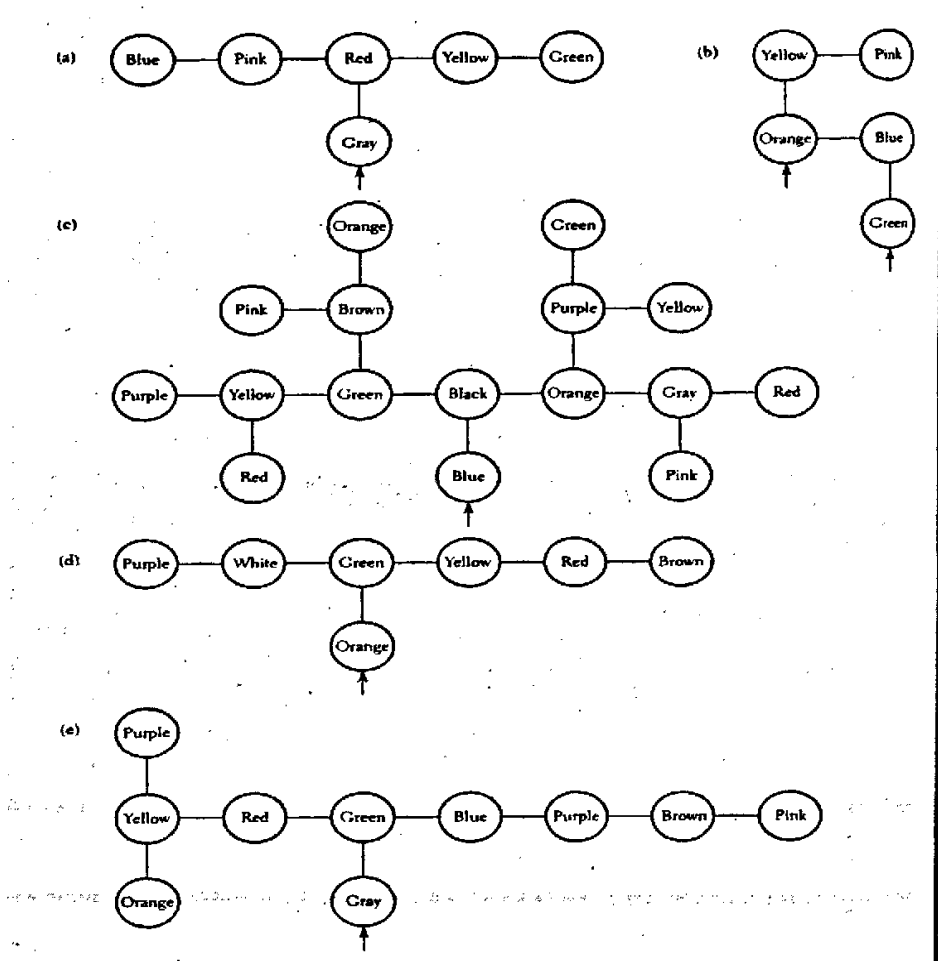 (a) Blue Pink Red Yellow Green
Gray
(b) Yellow Pink
Orange Blue
Green
(c) Orange Green
Pink Brown Purple Yellow
Purple Yellow Green Black Orange Gray Red
Red Blue Pink
(d) Purple White Green Yellow Red Brown
Orange
(e) Purple
Yellow Red Green Blue Purple Brown Pink
Orange Gray